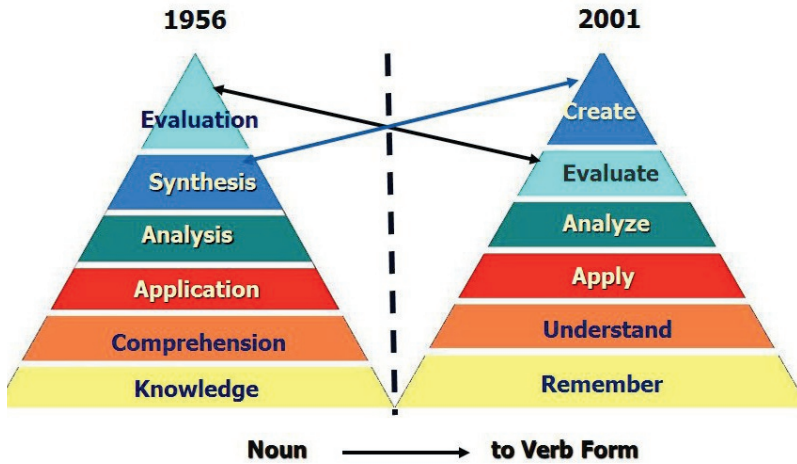 1956
2001
Evaluation
Synthesis
Analysis
Application
Comprehension
Knowledge
Create
Evaluate
Analyze
Apply
Understand
Remember
Noun
to Verb Form